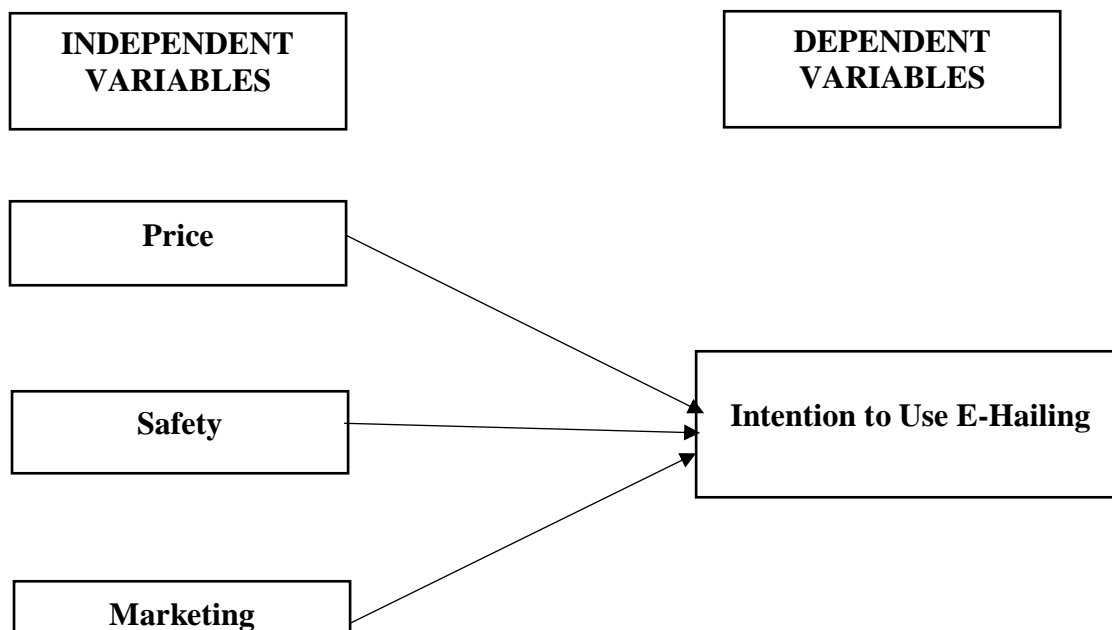 INDEPENDENT
VARIABLES
DEPENDENT
VARIABLES
Price
Safety
Intention to Use E-Hailing
Marketing